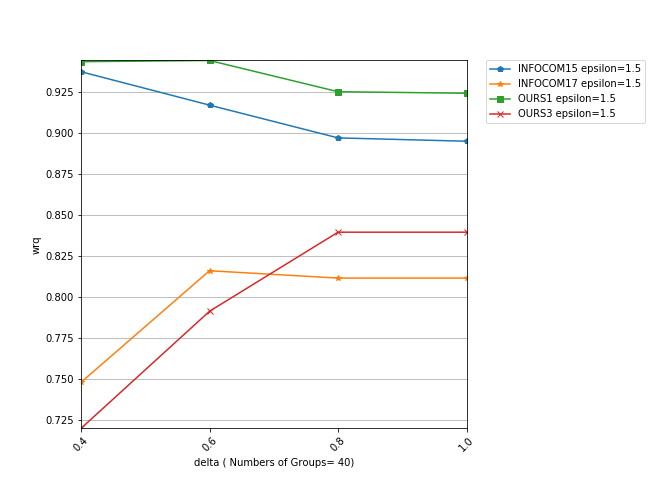 INFOCOM15 epsilon=1.5
INFOCOM17 epsilon=1.5
OURS1 epsilon=1.5
OURS3 epsilon=1.5
0.925
0.900
0.875
0.850
0.825
0.800
0.775
0.750
0.725
wrq
0.4
0.6
0.8
1.0
delta ( Numbers of Groups= 40)